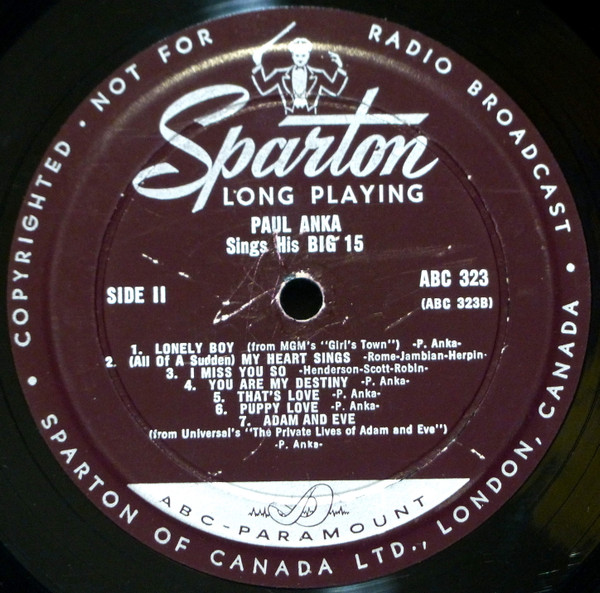 COPYRIGHTED • NOT FOR RADIO BROADCAST •
Sparton
LONG PLAYING
PAUL ANKA
Sings His BIG 15
SIDE II
ABC 323
(ABC 323B)
1. LONELY BOY (from MGM's "Girl's Town") -P. Anka-
2. (All Of A Sudden) MY HEART SINGS -Rome-Jambian-Herpin-
3. I MISS YOU SO -Henderson-Scott-Robin-
4. YOU ARE MY DESTINY -P. Anka-
5. THAT'S LOVE -P. Anka-
6. PUPPY LOVE -P. Anka-
7. ADAM AND EVE
(from Universal's "The Private Lives of Adam and Eve")
-P. Anka-
ABC-PARAMOUNT
• SPARTON OF CANADA LTD., LONDON, CANADA